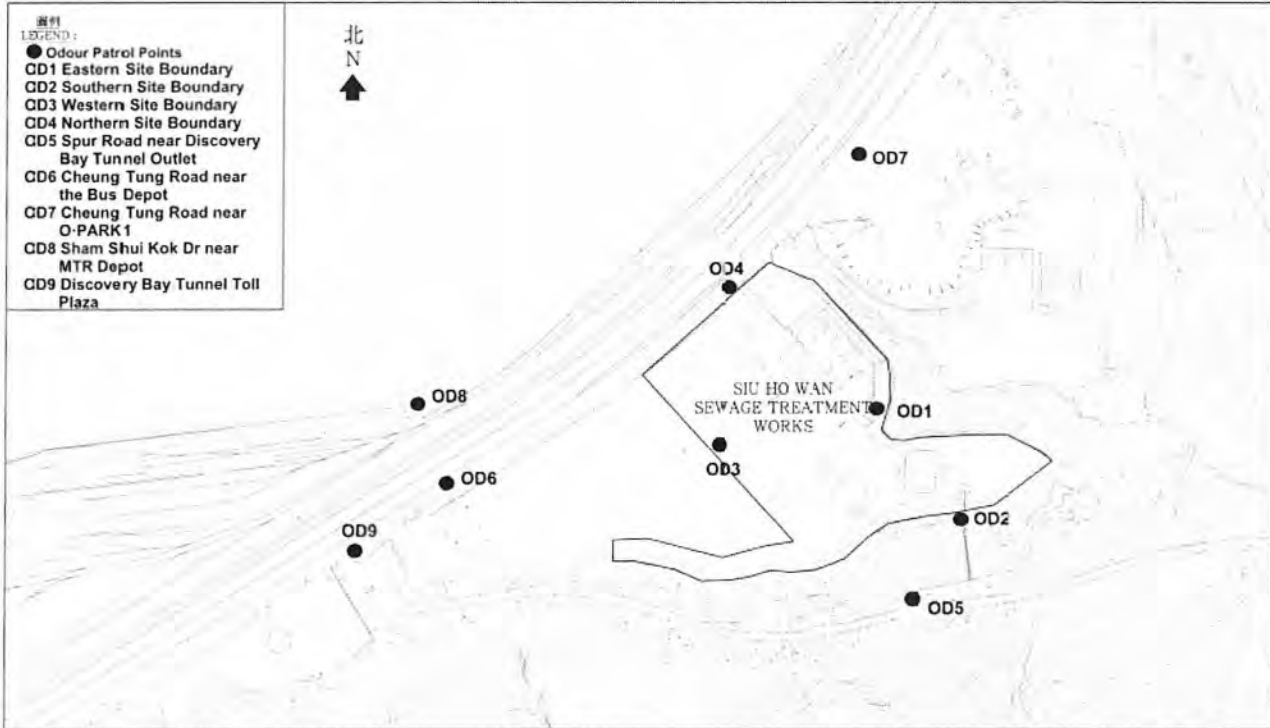 圖例
LEGEND :
Odour Patrol Points
OD1 Eastern Site Boundary
OD2 Southern Site Boundary
OD3 Western Site Boundary
OD4 Northern Site Boundary
OD5 Spur Road near Discovery
Bay Tunnel Outlet
OD6 Cheung Tung Road near
the Bus Depot
OD7 Cheung Tung Road near
O·PARK1
OD8 Sham Shui Kok Dr near
MTR Depot
OD9 Discovery Bay Tunnel Toll
Plaza
北
N
OD7
OD4
SIU HO WAN
SEWAGE TREATMENT
WORKS
OD8
OD1
OD3
OD6
OD2
OD9
OD5